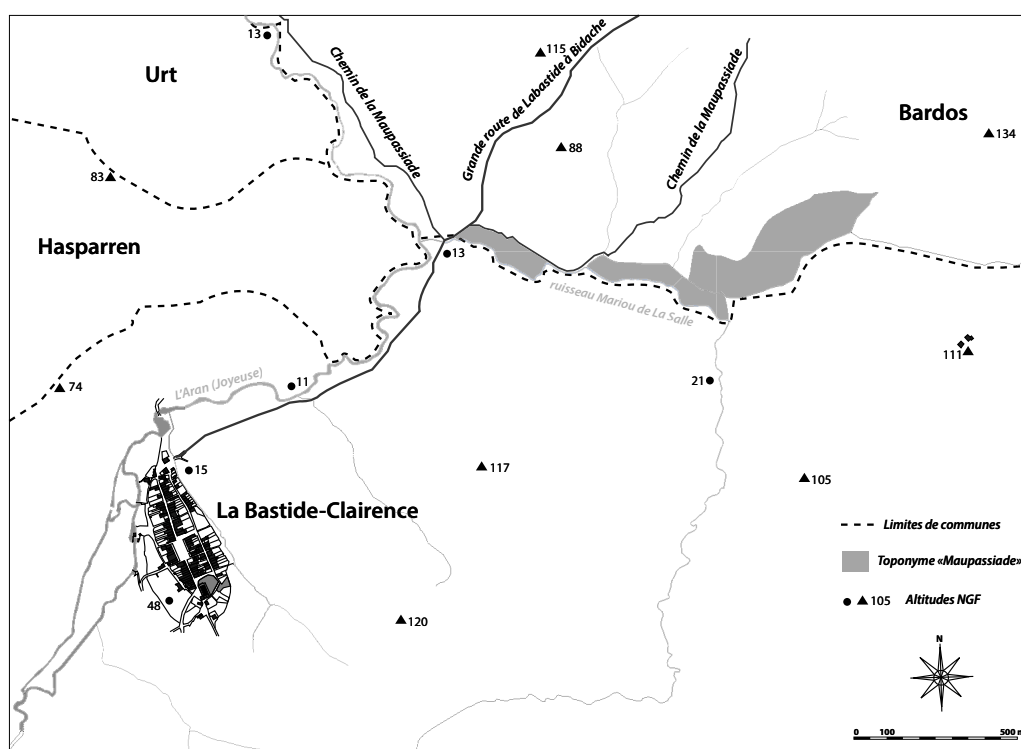 13
Urt
Chemin de la Maupassiade
115
Grande route de Labastide à Bidache
Chemin de la Maupassiade
Bardos
134
88
83
Hasparren
13
ruisseau Mariou de La Salle
111
74
L'Aran (Joyeuse)
11
21
15
117
105
La Bastide-Clairence
48
120
Limites de communes
Toponyme «Maupassiade»
105 Altitudes NGF
N
0 100 500 m